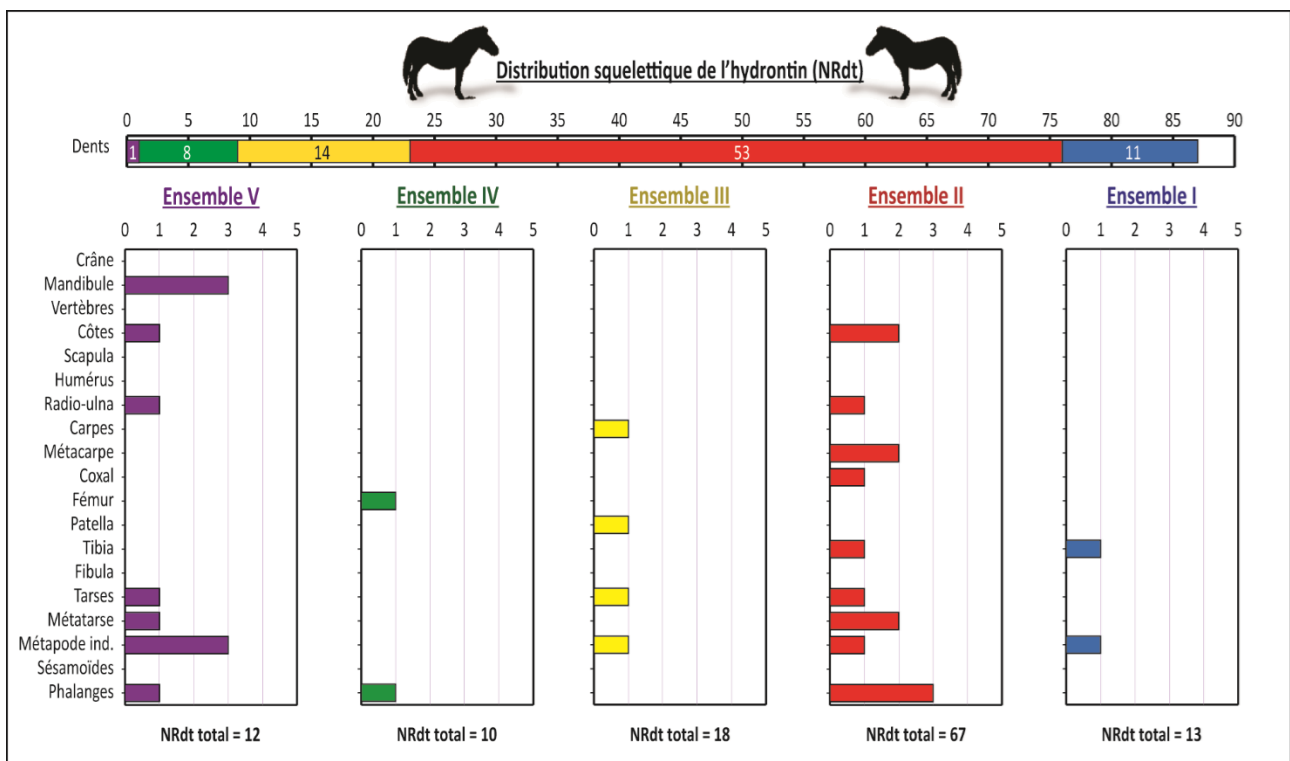 Distribution squelettique de l'hydrontin (NRdt)
0 5 10 15 20 25 30 35 40 45 50 55 60 65 70 75 80 85 90
Dents 1 8 14 53 11
Ensemble V Ensemble IV Ensemble III Ensemble II Ensemble I
0 1 2 3 4 5 0 1 2 3 4 5 0 1 2 3 4 5 0 1 2 3 4 5 0 1 2 3 4 5
Crâne
Mandibule
Vertèbres
Côtes
Scapula
Humérus
Radio-ulna
Carpes
Métacarpe
Coxal
Fémur
Patella
Tibia
Fibula
Tarses
Métatarse
Métapode ind.
Sésamoïdes
Phalanges
NRdt total = 12 NRdt total = 10 NRdt total = 18 NRdt total = 67 NRdt total = 13